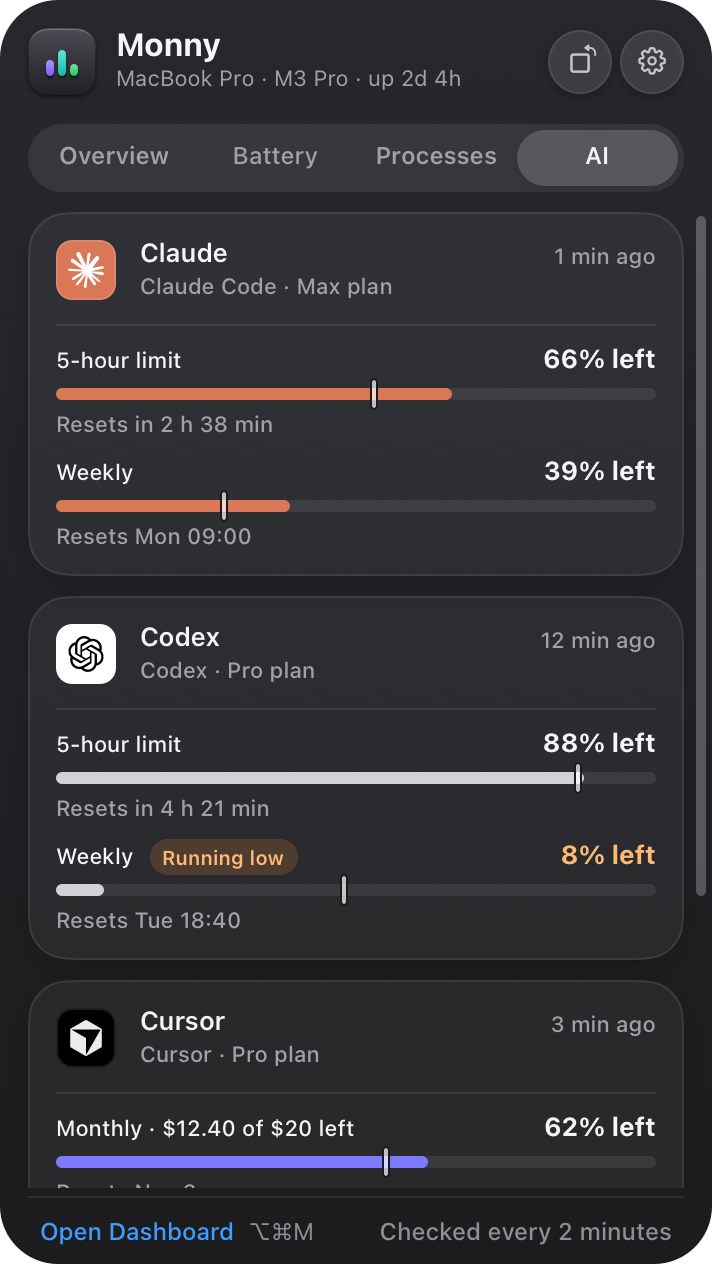 Monny
MacBook Pro · M3 Pro · up 2d 4h
Overview Battery Processes AI
Claude
Claude Code · Max plan
1 min ago
5-hour limit 66% left
Resets in 2 h 38 min
Weekly 39% left
Resets Mon 09:00
Codex
Codex · Pro plan
12 min ago
5-hour limit 88% left
Resets in 4 h 21 min
Weekly Running low 8% left
Resets Tue 18:40
Cursor
Cursor · Pro plan
3 min ago
Monthly · $12.40 of $20 left 62% left
Open Dashboard ⌥⌘M Checked every 2 minutes